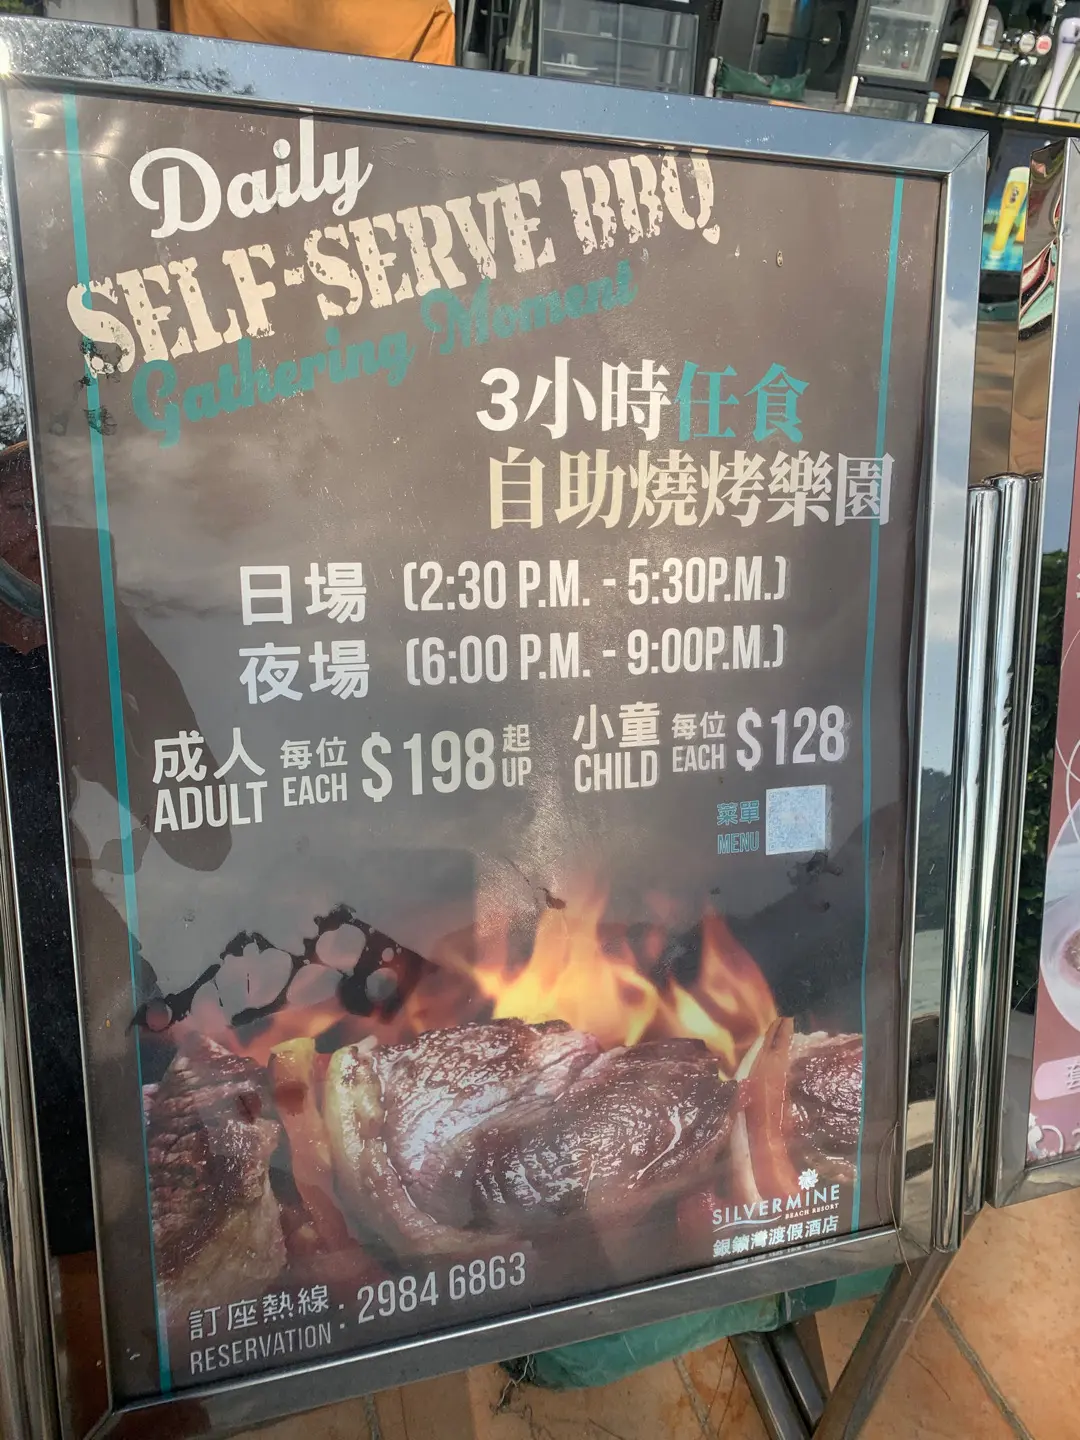 Daily
SELF-SERVE BBQ
Gathering Moment
3小時任食
自助燒烤樂園
日場 (2:30 P.M. - 5:30P.M.)
夜場 (6:00 P.M. - 9:00P.M.)
成人 ADULT 每位 EACH $198 起 UP 小童 CHILD 每位 EACH $128
菜單
MENU
SILVERMINE
BEACH RESORT
銀鑛灣渡假酒店
訂座熱線 : 2984 6863
RESERVATION